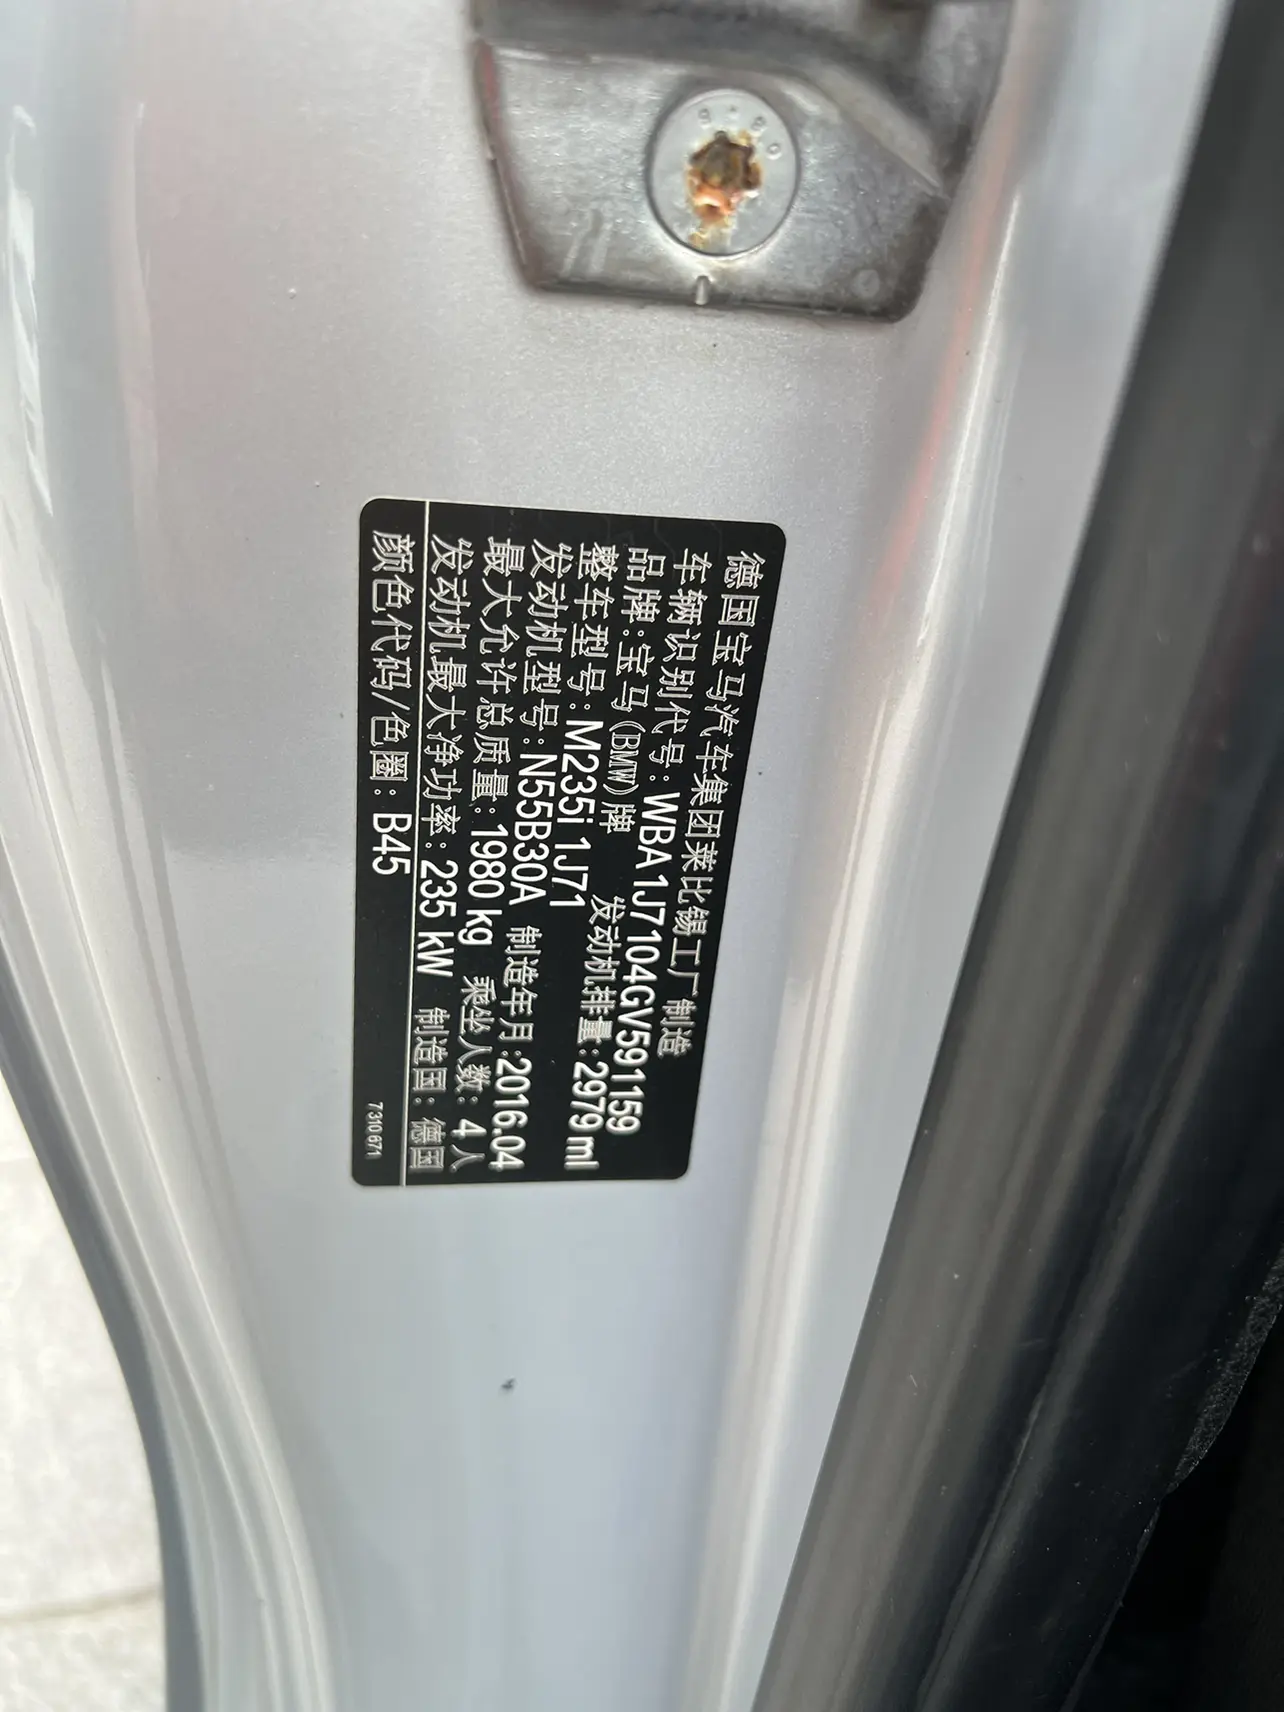 德国宝马汽车集团莱比锡工厂制造
车辆识别代号：WBA1J7104GV591159
品牌：宝马(BMW)牌 发动机排量：2979ml
整车型号：M235i 1J71
发动机型号：N55B30A 制造年月：2016.04
最大允许总质量：1980 kg 乘坐人数：4人
发动机最大净功率：235 kW 制造国：德国
颜色代码/色圈：B45
7310671